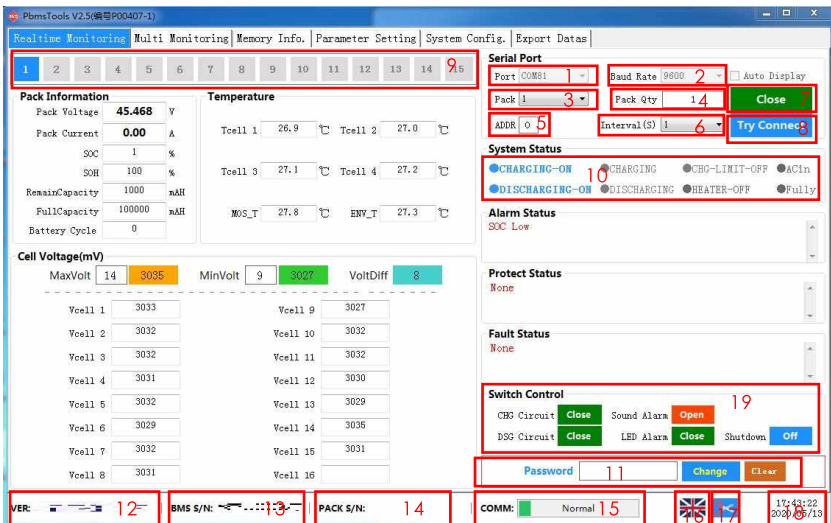 PbmsTools V2.5(编号P00407-1)
Realtime Monitoring Multi Monitoring Memory Info. Parameter Setting System Config. Export Datas
1 2 3 4 5 6 7 8 9 10 11 12 13 14 15 9
Serial Port
Port COM81 1 Baud Rate 9600 2 Auto Display
Pack 1 3 Pack Qty 1 4 Close 7
ADDR 0 5 Interval(S) 1 6 Try Connect 8
Pack Information
Pack Voltage 45.468 V
Pack Current 0.00 A
SOC 1 %
SOH 100 %
RemainCapacity 1000 mAH
FullCapacity 100000 mAH
Battery Cycle 0
Temperature
Tcell 1 26.9 ℃ Tcell 2 27.0 ℃
Tcell 3 27.1 ℃ Tcell 4 27.2 ℃
MOS_T 27.8 ℃ ENV_T 27.3 ℃
System Status
CHARGING-ON CHARGING CHG-LIMIT-OFF ACin
10
DISCHARGING-ON DISCHARGING HEATER-OFF Fully
Alarm Status
SOC Low
Cell Voltage(mV)
MaxVolt 14 3035 MinVolt 9 3027 VoltDiff 8
Vcell 1 3033 Vcell 9 3027
Vcell 2 3032 Vcell 10 3032
Vcell 3 3032 Vcell 11 3032
Vcell 4 3031 Vcell 12 3030
Vcell 5 3032 Vcell 13 3029
Vcell 6 3029 Vcell 14 3035
Vcell 7 3032 Vcell 15 3031
Vcell 8 3031 Vcell 16
Protect Status
None
Fault Status
None
Switch Control 19
CHG Circuit Close Sound Alarm Open
DSG Circuit Close LED Alarm Close Shutdown Off
Password 11 Change Clear
VER: 12 BMS S/N: 13 PACK S/N: 14 COMM: Normal 15 16 17 17:43:22
2020/05/13 18